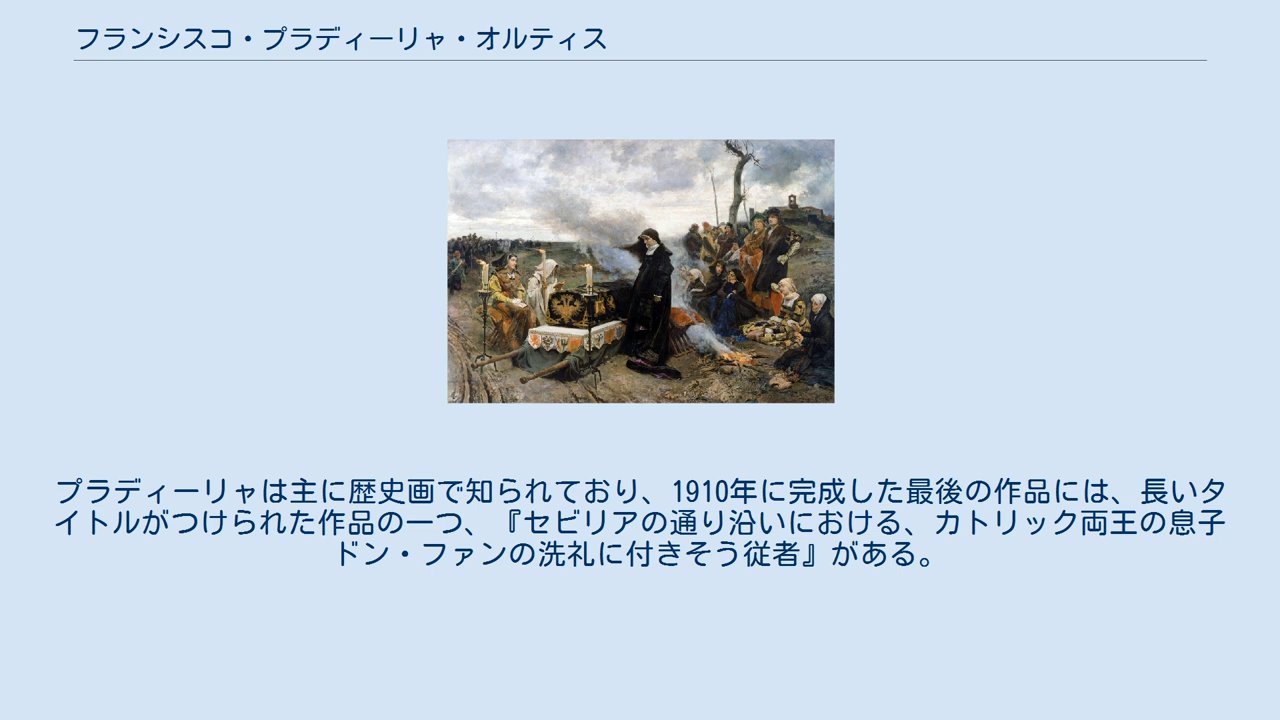 フランシスコ・プラディーリャ・オルティス
プラディーリャは主に歴史画で知られており、1910年に完成した最後の作品には、長いタ
イトルがつけられた作品の一つ、『セビリアの通り沿いにおける、カトリック両王の息子
ドン・ファンの洗礼に付きそう従者』がある。